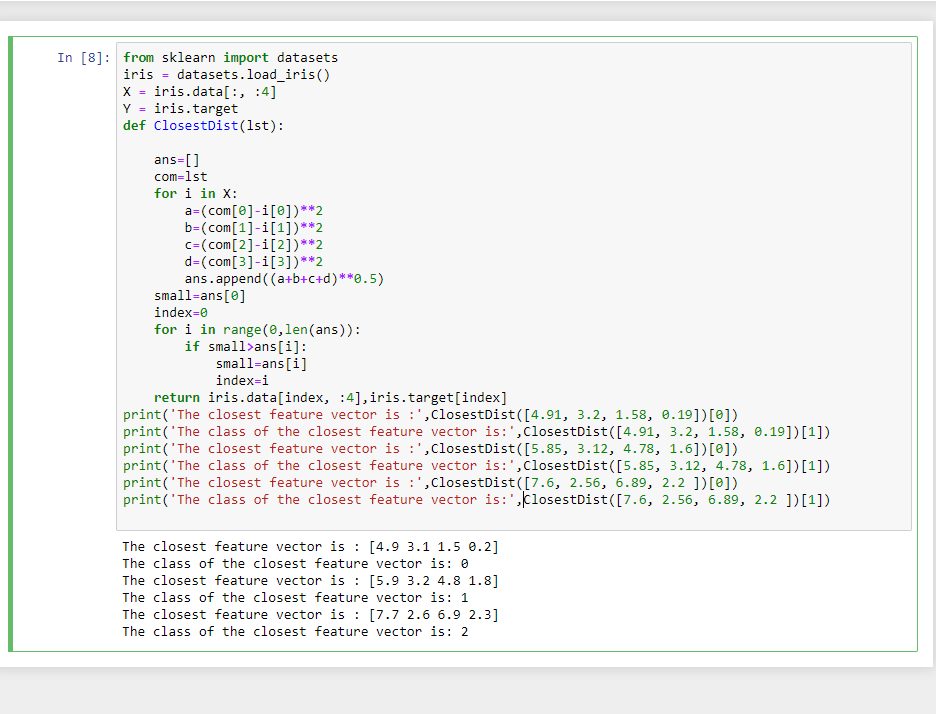 In [8]:
from sklearn import datasets
iris = datasets.load_iris()
X = iris.data[:, :4]
Y = iris.target
def ClosestDist(lst):
    ans=[]
    com=lst
    for i in X:
        a=(com[0]-i[0])**2
        b=(com[1]-i[1])**2
        c=(com[2]-i[2])**2
        d=(com[3]-i[3])**2
        ans.append((a+b+c+d)**0.5)
    small=ans[0]
    index=0
    for i in range(0,len(ans)):
        if small>ans[i]:
            small=ans[i]
            index=i
    return iris.data[index, :4],iris.target[index]
print('The closest feature vector is :',ClosestDist([4.91, 3.2, 1.58, 0.19])[0])
print('The class of the closest feature vector is:',ClosestDist([4.91, 3.2, 1.58, 0.19])[1])
print('The closest feature vector is :',ClosestDist([5.85, 3.12, 4.78, 1.6])[0])
print('The class of the closest feature vector is:',ClosestDist([5.85, 3.12, 4.78, 1.6])[1])
print('The closest feature vector is :',ClosestDist([7.6, 2.56, 6.89, 2.2 ])[0])
print('The class of the closest feature vector is:',ClosestDist([7.6, 2.56, 6.89, 2.2 ])[1])
The closest feature vector is : [4.9 3.1 1.5 0.2]
The class of the closest feature vector is: 0
The closest feature vector is : [5.9 3.2 4.8 1.8]
The class of the closest feature vector is: 1
The closest feature vector is : [7.7 2.6 6.9 2.3]
The class of the closest feature vector is: 2